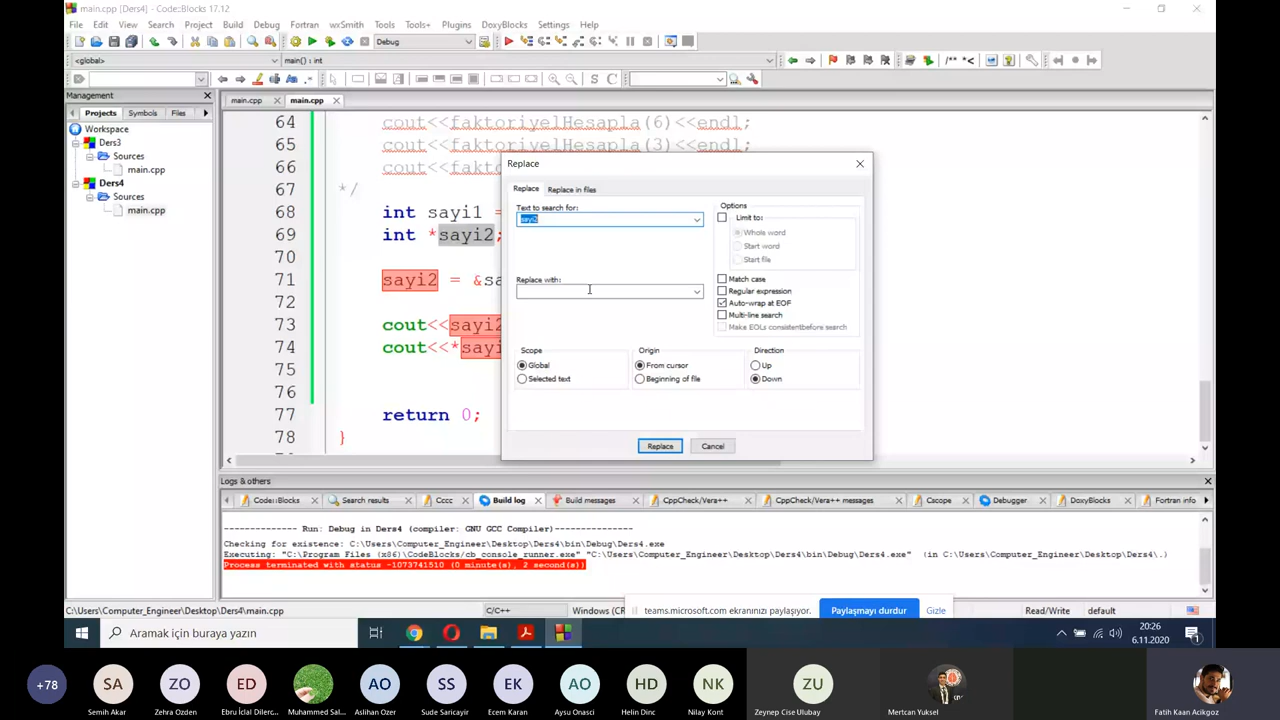 main.cpp [Ders4] - Code::Blocks 17.12
File Edit View Search Project Build Debug Fortran wxSmith Tools Tools+ Plugins DoxyBlocks Settings Help
Debug
<global> main() : int
/** *<
S C
Management
Projects Symbols Files
Workspace
Ders3
Sources
main.cpp
Ders4
Sources
main.cpp
main.cpp main.cpp
64 cout<<faktoriyelHesapla(6)<<endl;
65 cout<<faktoriyelHesapla(3)<<endl;
66 cout<<fakto
67 */
68 int sayi1 =
69 int *sayi2;
70
71 sayi2 = &sa
72
73 cout<<sayi2
74 cout<<*sayi
75
76
77 return 0;
78 }
Replace
Replace Replace in files
Text to search for:
sayi2
Replace with:
Options
Limit to:
Whole word
Start word
Start file
Match case
Regular expression
Auto-wrap at EOF
Multi-line search
Make EOLs consistent before search
Scope
Global
Selected text
Origin
From cursor
Beginning of file
Direction
Up
Down
Replace Cancel
Logs & others
Code::Blocks Search results Cccc Build log Build messages CppCheck/Vera++ CppCheck/Vera++ messages Cscope Debugger DoxyBlocks Fortran info
-------------- Run: Debug in Ders4 (compiler: GNU GCC Compiler)---------------
Checking for existence: C:\Users\Computer_Engineer\Desktop\Ders4\bin\Debug\Ders4.exe
Executing: "C:\Program Files (x86)\CodeBlocks/cb_console_runner.exe" "C:\Users\Computer_Engineer\Desktop\Ders4\bin\Debug\Ders4.exe" (in C:\Users\Computer_Engineer\Desktop\Ders4\.)
Process terminated with status -1073741510 (0 minute(s), 2 second(s))
C:\Users\Computer_Engineer\Desktop\Ders4\main.cpp C/C++ Windows (CR Read/Write default
teams.microsoft.com ekranınızı paylaşıyor. Paylaşmayı durdur Gizle
Aramak için buraya yazın
20:26
6.11.2020
1
+78 SA ZO ED AO SS EK AO HD NK ZU
Semih Akar Zehra Ozden Ebru İclal Dilerc... Muhammed Sal... Aslihan Ozer Sude Saricayir Ecem Karan Aysu Onasci Helin Dinc Nilay Kont Zeynep Cise Ulubay Mertcan Yuksel Fatih Kaan Acikgoz